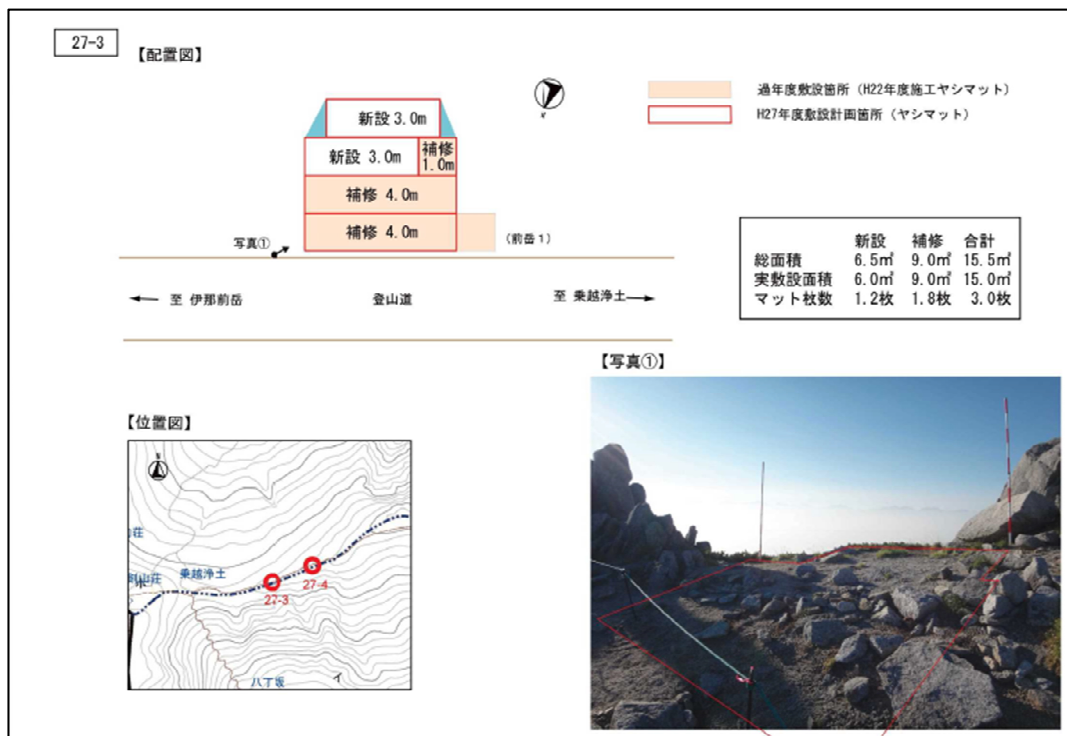 27-3
【配置図】
過年度敷設箇所（H22年度施工ヤシマット）
H27年度敷設計画箇所（ヤシマット）
新設 3.0m
新設 3.0m
補修
1.0m
補修 4.0m
補修 4.0m
（前岳1）
写真①
至 伊那前岳
登山道
至 乗越浄土
新設 補修 合計
総面積 6.5㎡ 9.0㎡ 15.5㎡
実敷設面積 6.0㎡ 9.0㎡ 15.0㎡
マット枚数 1.2枚 1.8枚 3.0枚
【写真①】
【位置図】
乗越浄土
27-4
27-3
八丁坂
イ